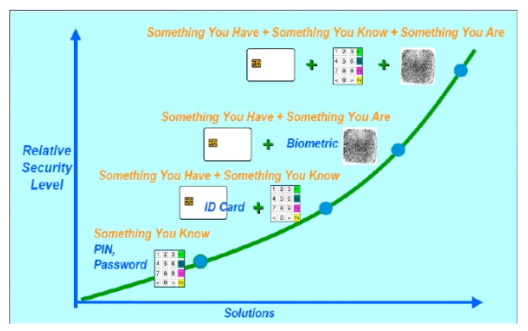 Something You Have + Something You Know + Something You Are
1 2 3
4 5 6
7 8 9
< 0 >
Something You Have + Something You Are
Biometric
Relative
Security
Level
Something You Have + Something You Know
ID Card
1 2 3
4 5 6
7 8 9
< 0 >
Something You Know
PIN,
Password
1 2 3
4 5 6
7 8 9
< 0 >
Solutions